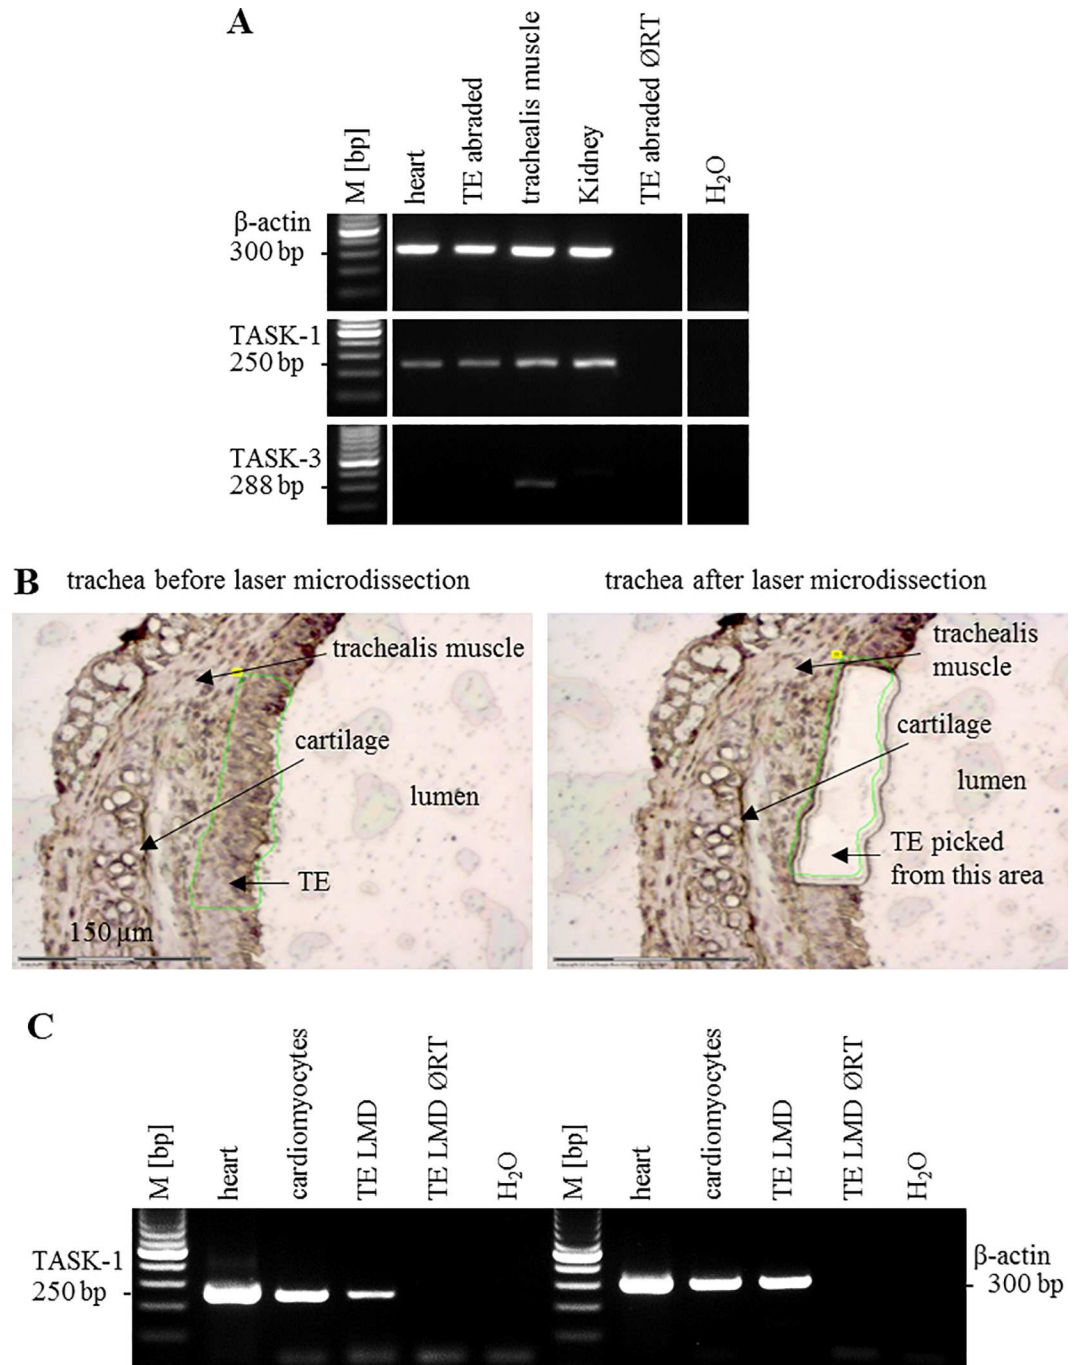 A
M [bp]
heart
TE abraded
trachealis muscle
Kidney
TE abraded ØRT
H₂O
β-actin
300 bp
TASK-1
250 bp
TASK-3
288 bp
B
trachea before laser microdissection
trachea after laser microdissection
trachealis muscle
cartilage
lumen
TE
150 µm
trachealis
muscle
cartilage
lumen
TE picked
from this area
C
M [bp]
heart
cardiomyocytes
TE LMD
TE LMD ØRT
H₂O
M [bp]
heart
cardiomyocytes
TE LMD
TE LMD ØRT
H₂O
TASK-1
250 bp
β-actin
300 bp